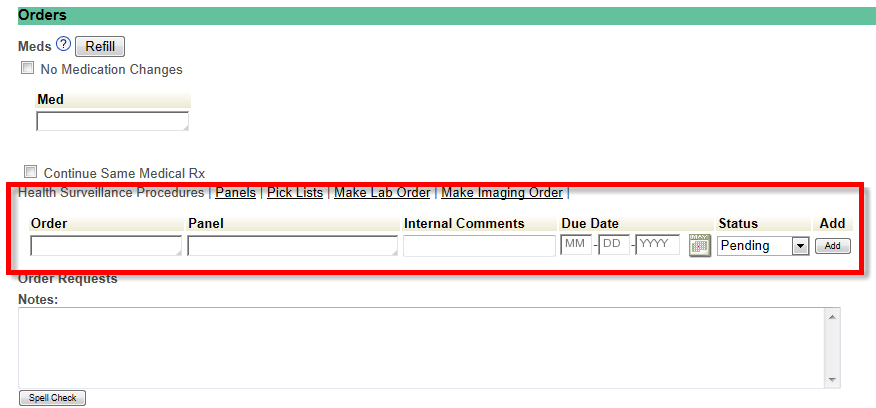 Orders
Meds ? Refill
No Medication Changes
Med
Continue Same Medical Rx
Health Surveillance Procedures | Panels | Pick Lists | Make Lab Order | Make Imaging Order |
Order Panel Internal Comments Due Date Status Add
MM - DD - YYYY Pending Add
Order Requests
Notes:
Spell Check